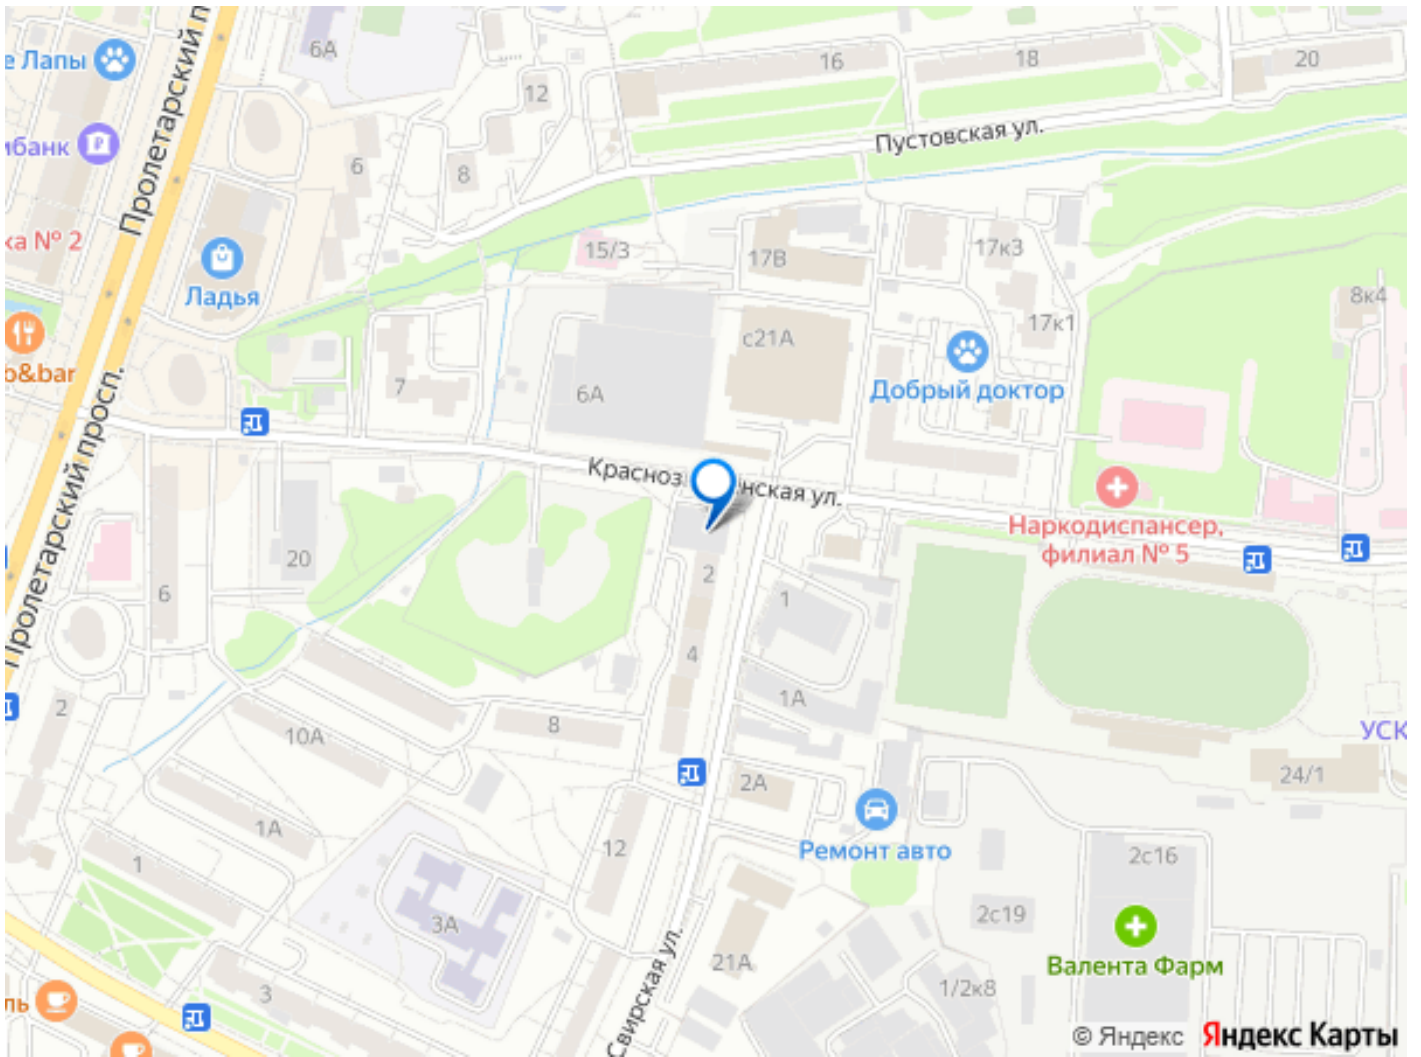 6А
е Лапы
16
18
20
12
Пролетарский п
ибанк
Пустовская ул.
6
8
ка № 2
15/3
17В
17к3
Ладья
8к4
17к1
с21А
b&bar
7
6А
Добрый доктор
Пролетарский просп.
Красноз
нская ул.
Наркодиспансер,
филиал № 5
20
6
2
1
4
1А
2
10А
8
УСК
2А
24/1
1А
12
Ремонт авто
1
2с16
3А
2с19
Свирская ул.
21А
Валента Фарм
3
1/2к8
ль
© Яндекс
Яндекс Карты